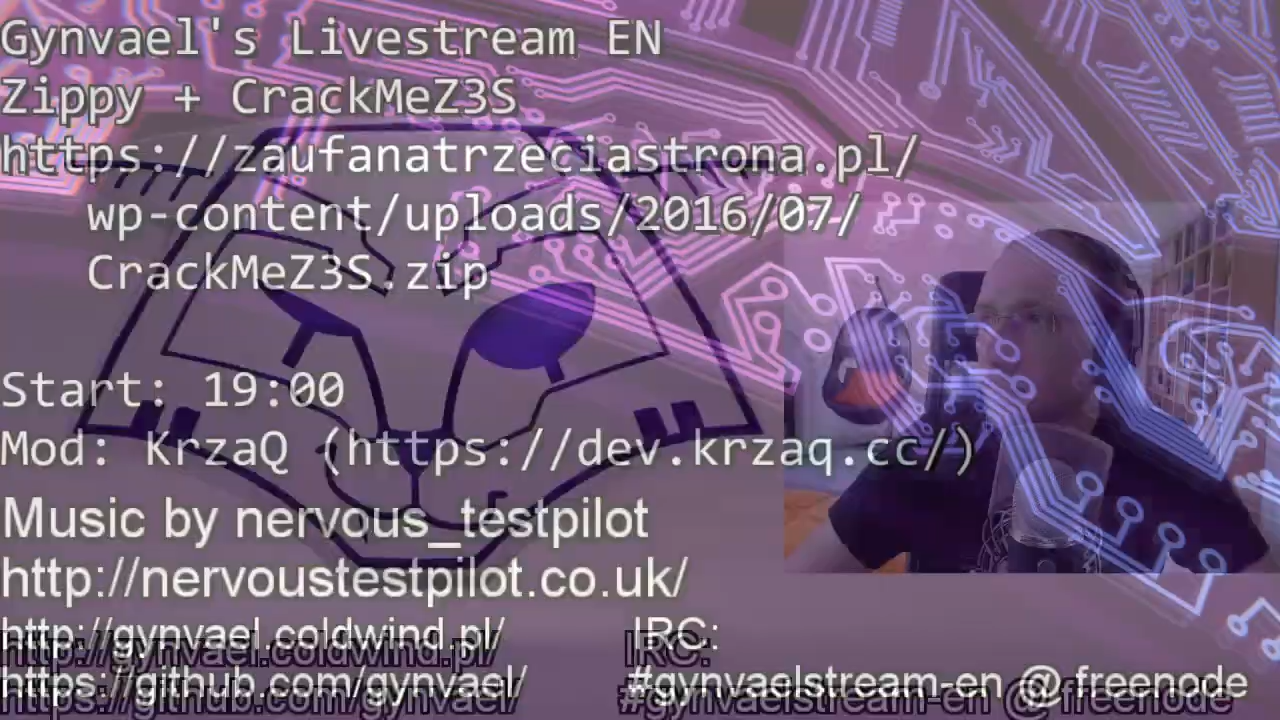 Gynvael's Livestream EN
Zippy + CrackMeZ3S
https://zaufanatrzeciastrona.pl/
wp-content/uploads/2016/07/
CrackMeZ3S.zip
Start: 19:00
Mod: KrzaQ (https://dev.krzaq.cc/)
Music by nervous_testpilot
http://nervoustestpilot.co.uk/
http://gynvael.coldwind.pl/ IRC:
https://github.com/gynvael/ #gynvaelstream-en @ freenode